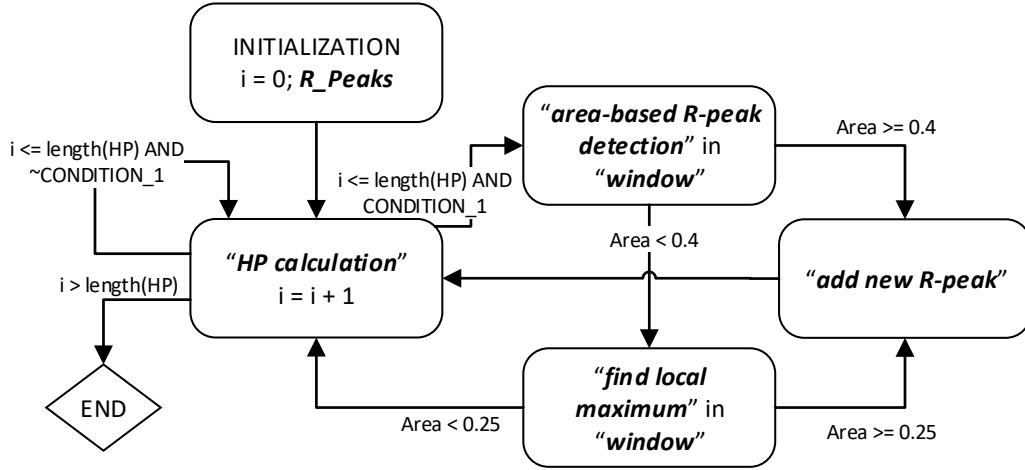 INITIALIZATION
i = 0; R_Peaks
i <= length(HP) AND
~CONDITION_1
i <= length(HP) AND
CONDITION_1
“area-based R-peak
detection” in
“window”
Area >= 0.4
Area < 0.4
“HP calculation”
i = i + 1
“add new R-peak”
i > length(HP)
END
“find local
maximum” in
“window”
Area < 0.25
Area >= 0.25